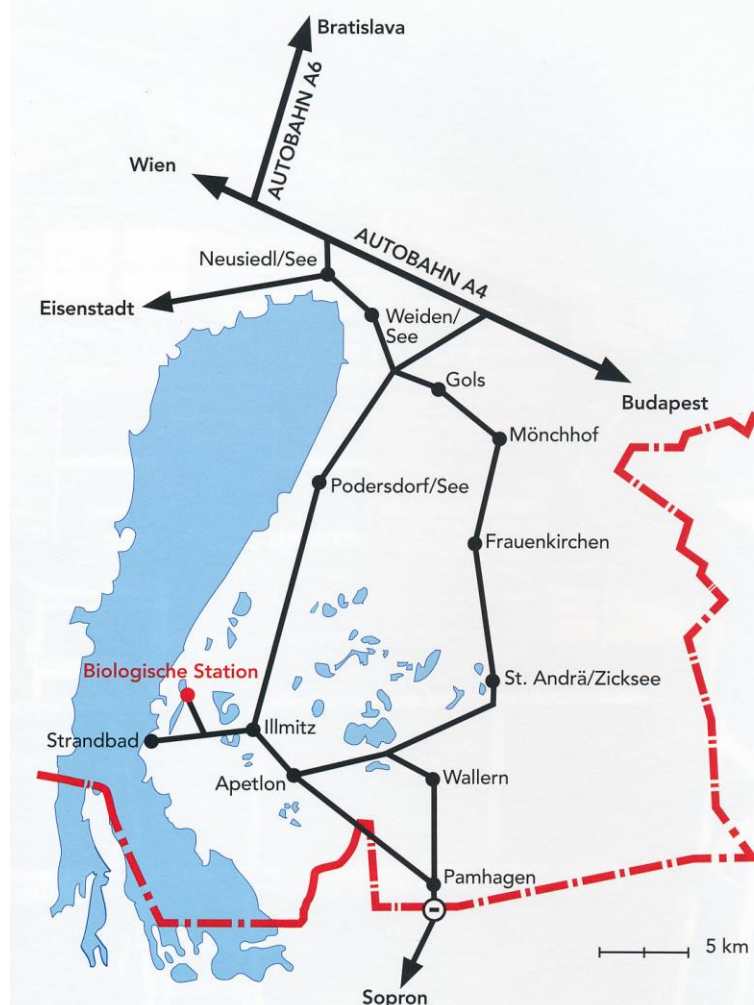 Bratislava
AUTOBAHN A6
Wien
AUTOBAHN A4
Neusiedl/See
Eisenstadt
Weiden/
See
Gols
Budapest
Mönchhof
Podersdorf/See
Frauenkirchen
Biologische Station
St. Andrä/Zicksee
Strandbad
Illmitz
Apetlon
Wallern
Pamhagen
5 km
Sopron